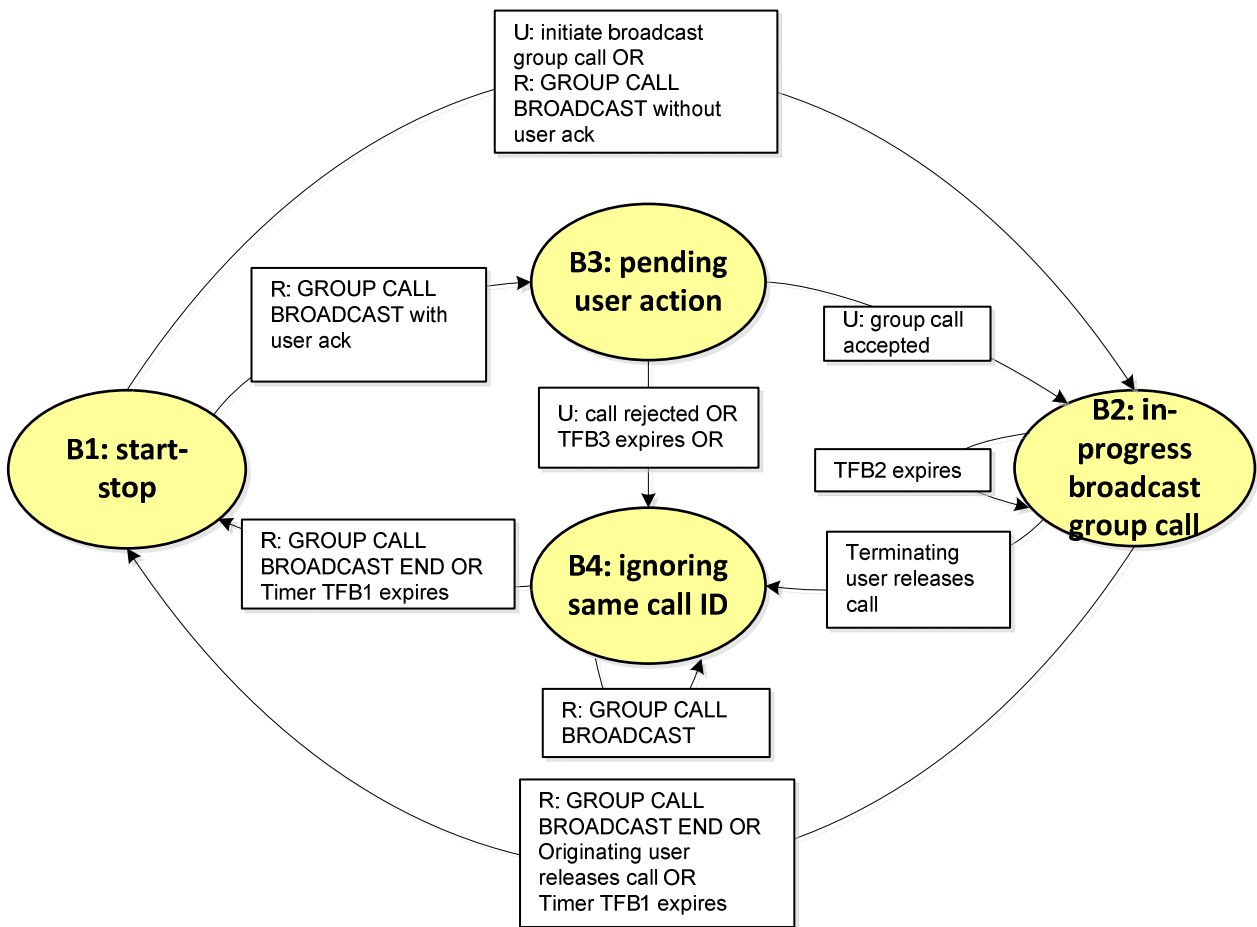 U: initiate broadcast
group call OR
R: GROUP CALL
BROADCAST without
user ack
B3: pending
user action
R: GROUP CALL
BROADCAST with
user ack
U: group call
accepted
U: call rejected OR
TFB3 expires OR
B1: start-
stop
B2: in-
progress
broadcast
group call
TFB2 expires
R: GROUP CALL
BROADCAST END OR
Timer TFB1 expires
B4: ignoring
same call ID
Terminating
user releases
call
R: GROUP CALL
BROADCAST
R: GROUP CALL
BROADCAST END OR
Originating user
releases call OR
Timer TFB1 expires